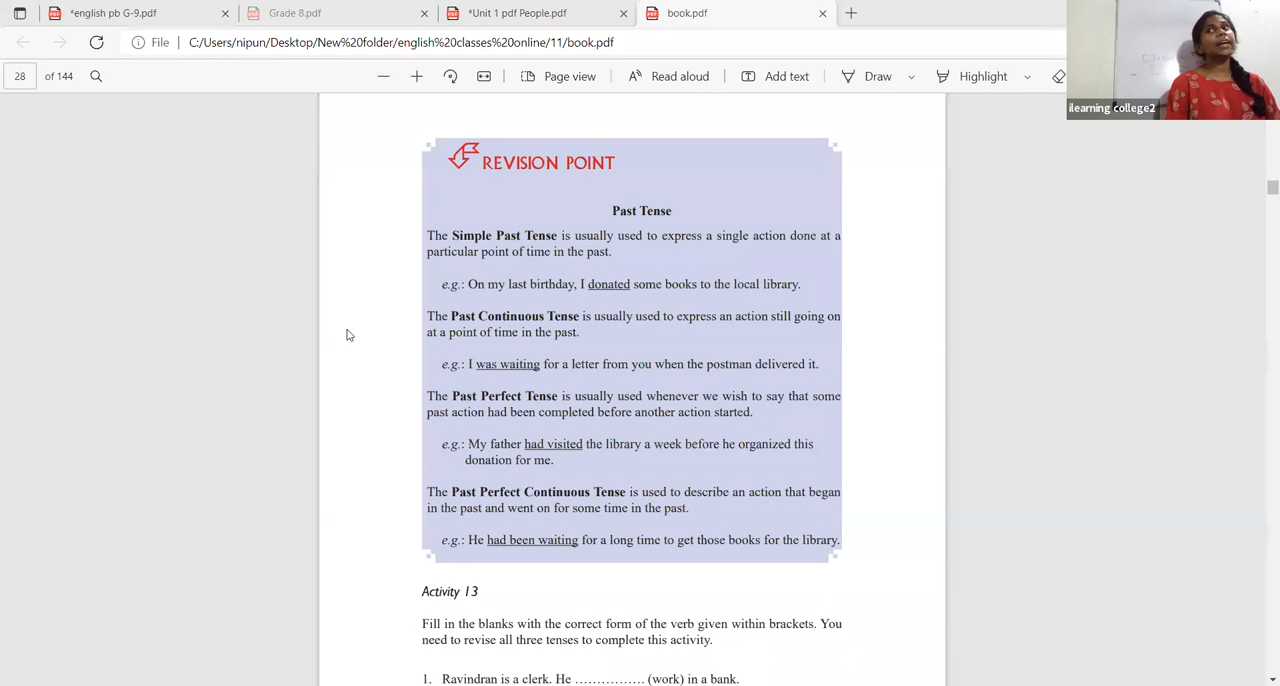 *english pb G-9.pdf
Grade 8.pdf
*Unit 1 pdf People.pdf
book.pdf
File
C:/Users/nipun/Desktop/New%20folder/english%20classes%20online/11/book.pdf
28 of 144
Page view
Read aloud
Add text
Draw
Highlight
ilearning college2
REVISION POINT
Past Tense
The Simple Past Tense is usually used to express a single action done at a
particular point of time in the past.
e.g.: On my last birthday, I donated some books to the local library.
The Past Continuous Tense is usually used to express an action still going on
at a point of time in the past.
e.g.: I was waiting for a letter from you when the postman delivered it.
The Past Perfect Tense is usually used whenever we wish to say that some
past action had been completed before another action started.
e.g.: My father had visited the library a week before he organized this
donation for me.
The Past Perfect Continuous Tense is used to describe an action that began
in the past and went on for some time in the past.
e.g.: He had been waiting for a long time to get those books for the library.
Activity 13
Fill in the blanks with the correct form of the verb given within brackets. You
need to revise all three tenses to complete this activity.
1. Ravindran is a clerk. He ……………. (work) in a bank.